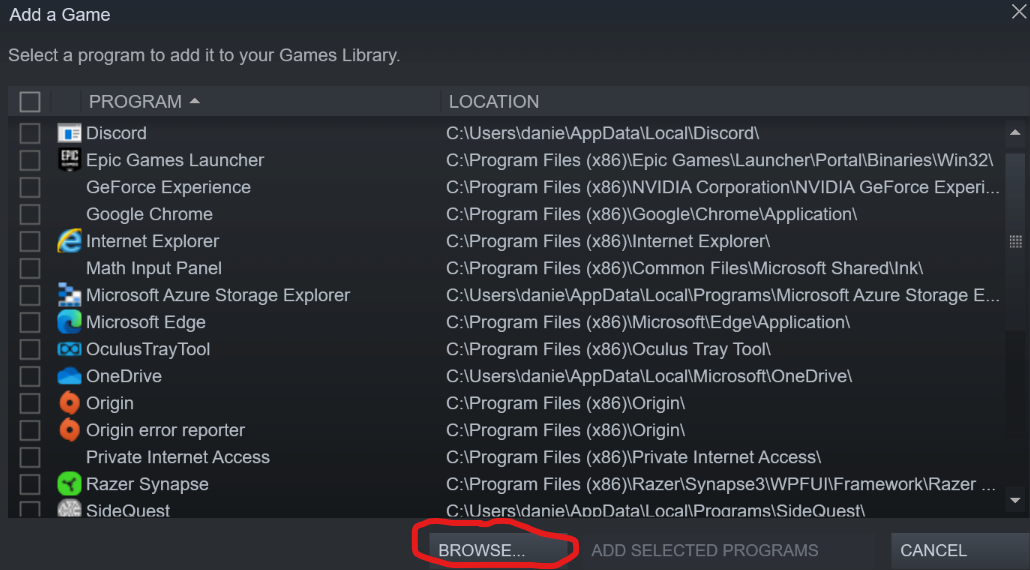 Add a Game
Select a program to add it to your Games Library.
PROGRAM LOCATION
Discord C:\Users\danie\AppData\Local\Discord\
EPIC Epic Games Launcher C:\Program Files (x86)\Epic Games\Launcher\Portal\Binaries\Win32\
GeForce Experience C:\Program Files (x86)\NVIDIA Corporation\NVIDIA GeForce Experi...
Google Chrome C:\Program Files (x86)\Google\Chrome\Application\
Internet Explorer C:\Program Files (x86)\Internet Explorer\
Math Input Panel C:\Program Files (x86)\Common Files\Microsoft Shared\Ink\
Microsoft Azure Storage Explorer C:\Users\danie\AppData\Local\Programs\Microsoft Azure Storage E...
Microsoft Edge C:\Program Files (x86)\Microsoft\Edge\Application\
OculusTrayTool C:\Program Files (x86)\Oculus Tray Tool\
OneDrive C:\Users\danie\AppData\Local\Microsoft\OneDrive\
Origin C:\Program Files (x86)\Origin\
Origin error reporter C:\Program Files (x86)\Origin\
Private Internet Access C:\Program Files (x86)\Private Internet Access\
Razer Synapse C:\Program Files (x86)\Razer\Synapse3\WPFUI\Framework\Razer ...
SideQuest C:\Users\danie\AppData\Local\Programs\SideQuest\
BROWSE... ADD SELECTED PROGRAMS CANCEL